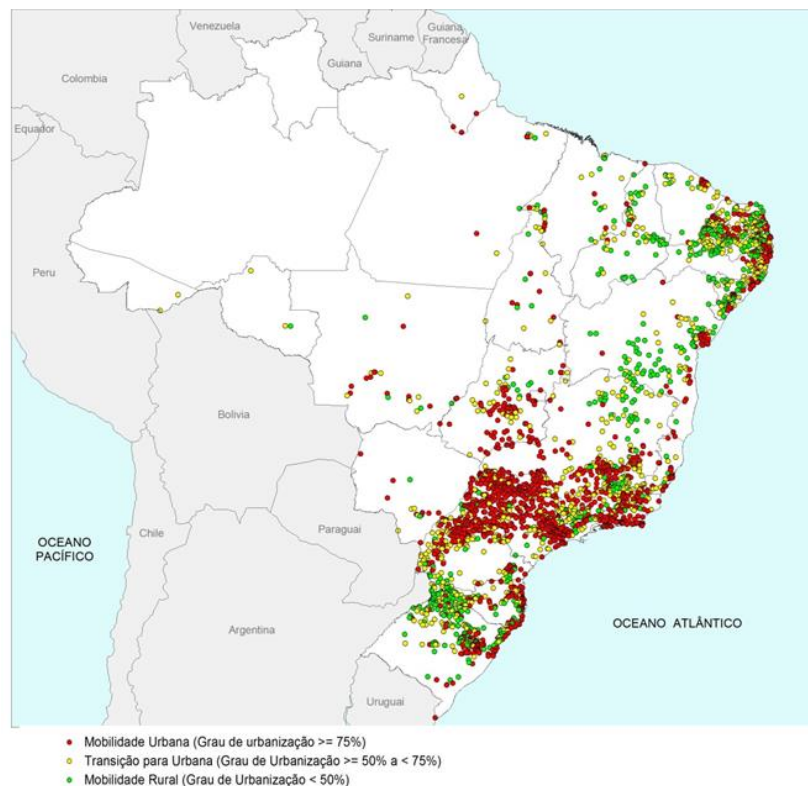 Venezuela
Guiana
Suriname
Guiana
Francesa
Colombia
Equador
Peru
Bolivia
OCEANO
PACÍFICO
Chile
Paraguai
Argentina
OCEANO ATLÂNTICO
Uruguai
Mobilidade Urbana (Grau de urbanização >= 75%)
Transição para Urbana (Grau de Urbanização >= 50% a < 75%)
Mobilidade Rural (Grau de Urbanização < 50%)